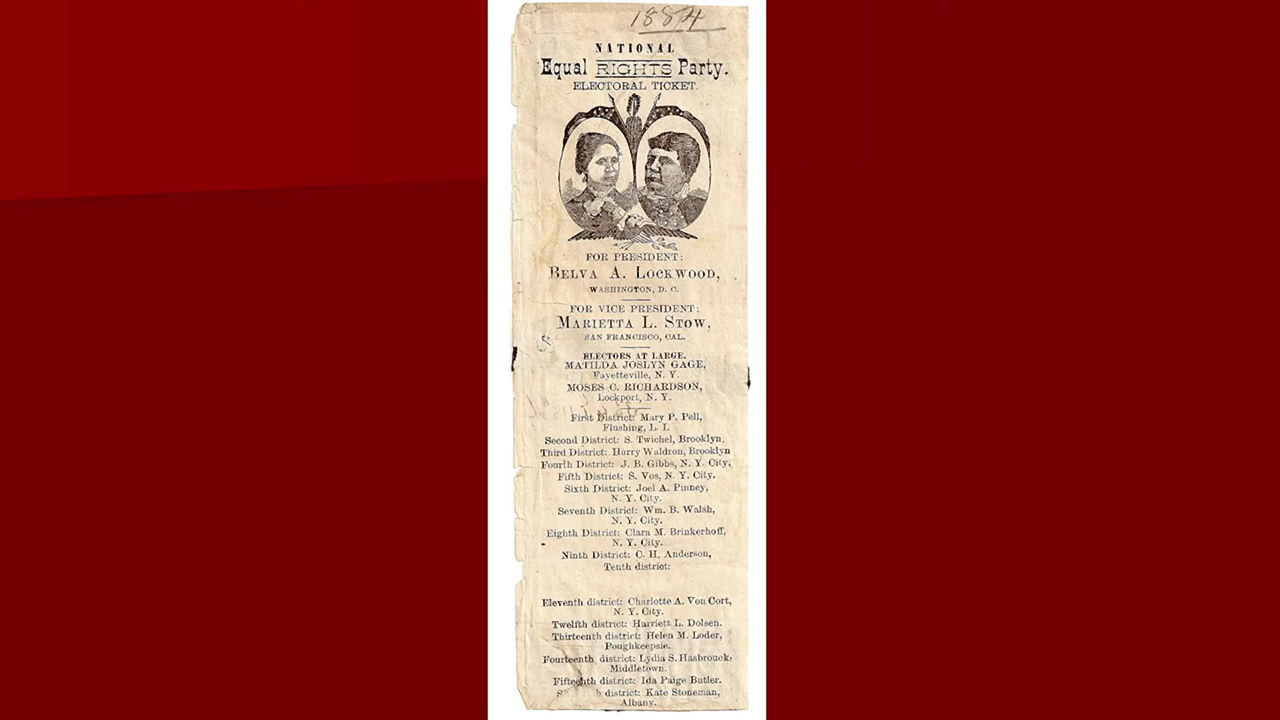 1884
NATIONAL
Equal RIGHTS Party.
ELECTORAL TICKET.
FOR PRESIDENT:
BELVA A. LOCKWOOD,
WASHINGTON, D. C.
FOR VICE PRESIDENT:
MARIETTA L. STOW,
SAN FRANCISCO, CAL.
ELECTORS AT LARGE.
MATILDA JOSLYN GAGE,
Fayetteville, N. Y.
MOSES C. RICHARDSON,
Lockport, N. Y.
First District: Mary P. Pell,
Flushing, L. I.
Second District: S. Twichel, Brooklyn.
Third District: Harry Waldron, Brooklyn
Fourth District: J. B. Gibbs, N. Y. City.
Fifth District: S. Vos, N. Y. City.
Sixth District: Joel A. Pinney,
N. Y. City.
Seventh District: Wm. B. Walsh,
N. Y. City.
Eighth District: Clara M. Brinkerhoff,
N. Y. City.
Ninth District: C. H. Anderson,
Tenth district:
Eleventh district: Charlotte A. Von Cort,
N. Y. City.
Twelfth district: Harriett L. Dolsen.
Thirteenth district: Helen M. Loder,
Poughkeepsie.
Fourteenth district: Lydia S. Hasbrouck,
Middletown.
Fifteenth district: Ida Paige Butler.
district: Kate Stoneman,
Albany.